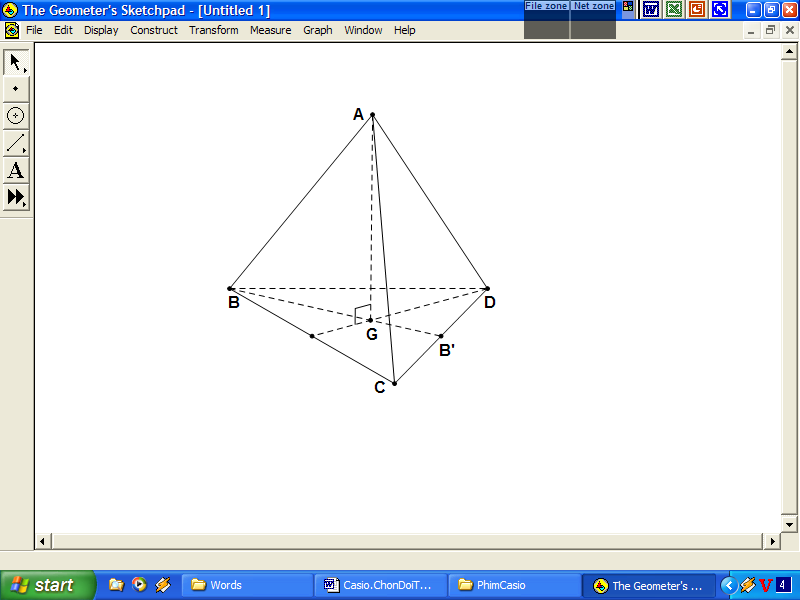 The Geometer's Sketchpad - [Untitled 1]
File zone Net zone
File Edit Display Construct Transform Measure Graph Window Help
A
A
B
D
G
B'
C
start
Words
Casio.ChonDoiT...
PhimCasio
The Geometer's ...
4